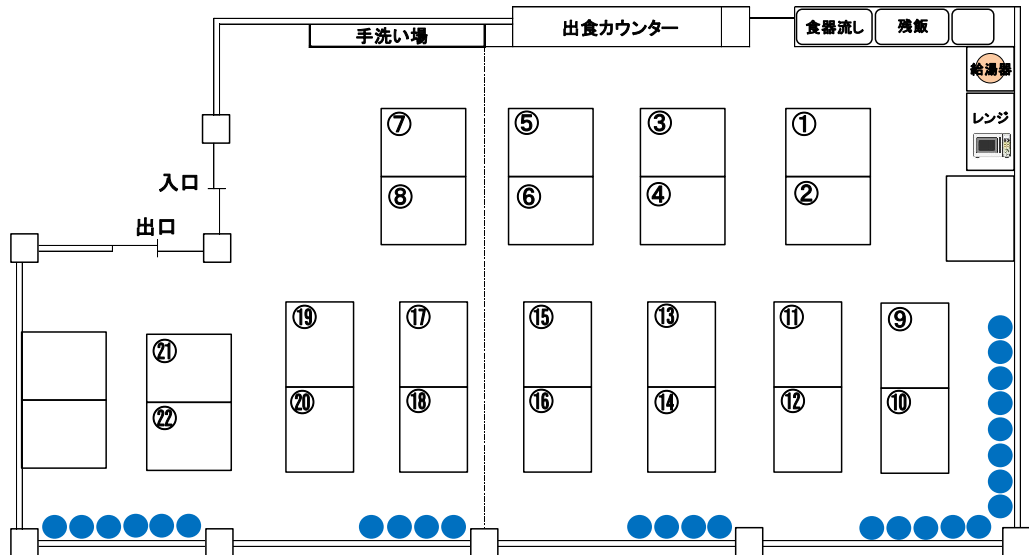 手洗い場
出食カウンター
食器流し
残飯
給湯器
レンジ
入口
出口
⑦
⑤
③
①
⑧
⑥
④
②
⑲
⑰
⑮
⑬
⑪
⑨
㉑
⑳
⑱
⑯
⑭
⑫
⑩
㉒